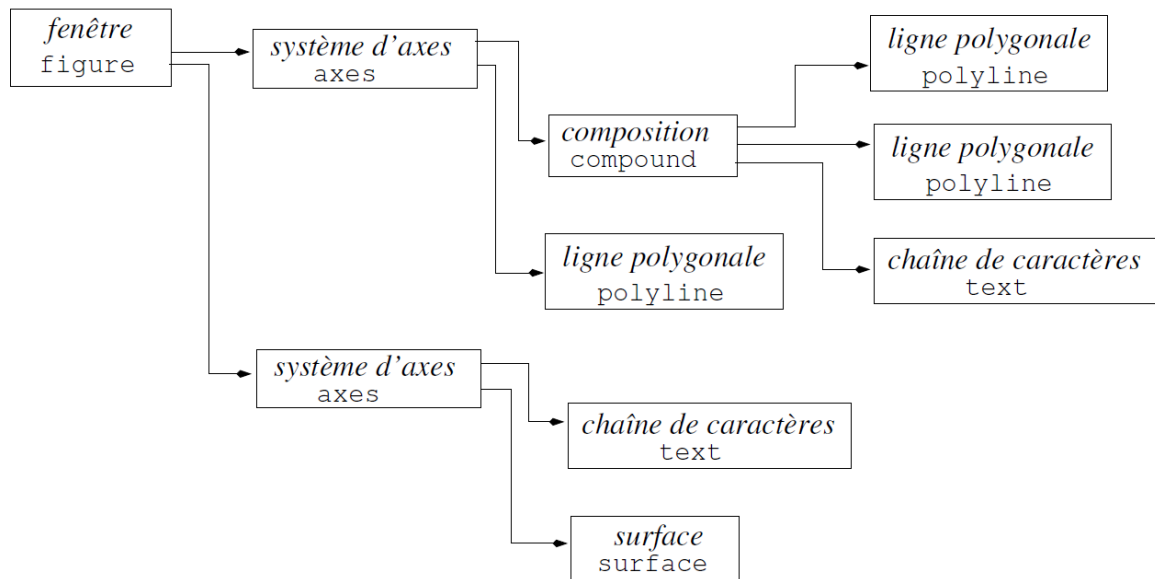 fenêtre
figure
système d'axes
axes
composition
compound
ligne polygonale
polyline
ligne polygonale
polyline
chaîne de caractères
text
ligne polygonale
polyline
système d'axes
axes
chaîne de caractères
text
surface
surface